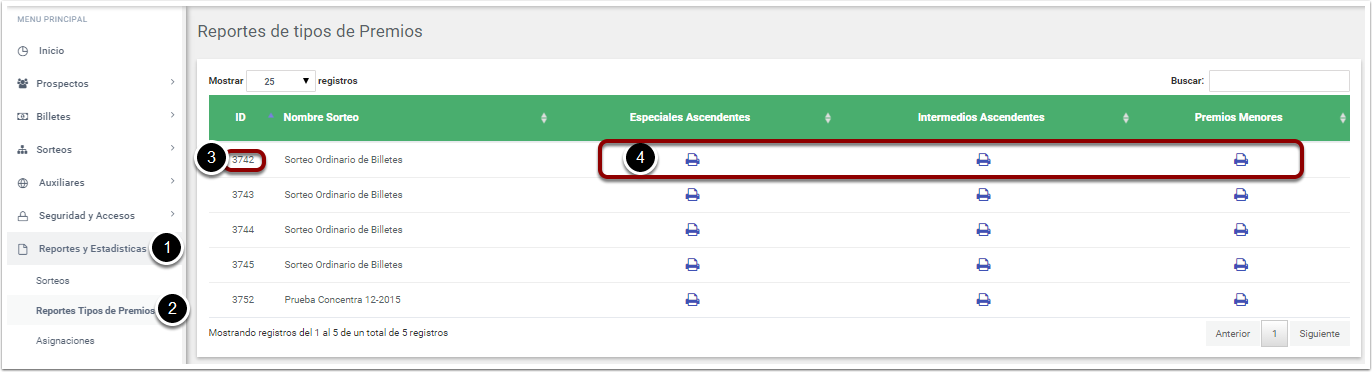 MENU PRINCIPAL
Inicio
Prospectos
Billetes
Sorteos
Auxiliares
Seguridad y Accesos
Reportes y Estadisticas 1
Sorteos
Reportes Tipos de Premios 2
Asignaciones
Reportes de tipos de Premios
Mostrar 25 registros Buscar:
ID Nombre Sorteo Especiales Ascendentes Intermedios Ascendentes Premios Menores
3 3742 Sorteo Ordinario de Billetes 4
3743 Sorteo Ordinario de Billetes
3744 Sorteo Ordinario de Billetes
3745 Sorteo Ordinario de Billetes
3752 Prueba Concentra 12-2015
Mostrando registros del 1 al 5 de un total de 5 registros
Anterior 1 Siguiente